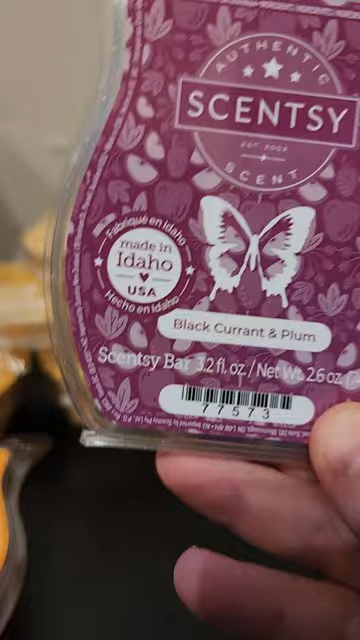 AUTHENTIC
SCENTSY
EST. 2004
SCENT
Fabriqué en Idaho
made in
Idaho
USA
Hecho en Idaho
Black Currant & Plum
Scentsy Bar 3.2 fl. oz / Net Wt. 2.6 oz
77573